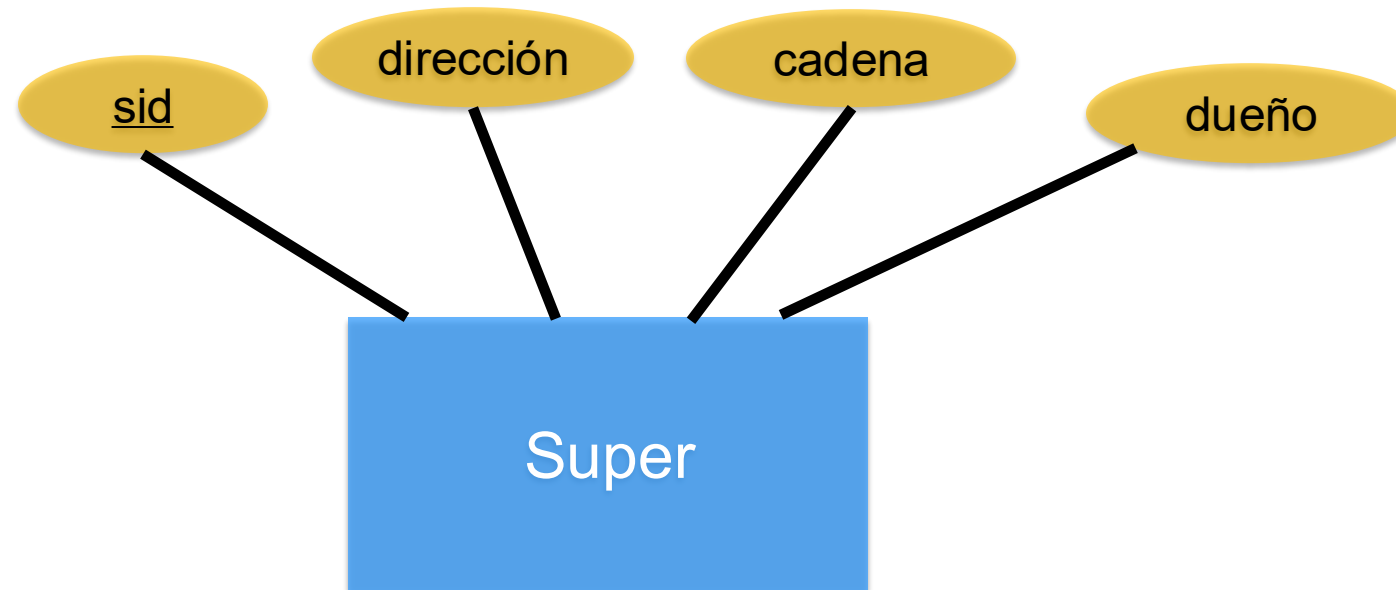 sid
dirección
cadena
dueño
Super